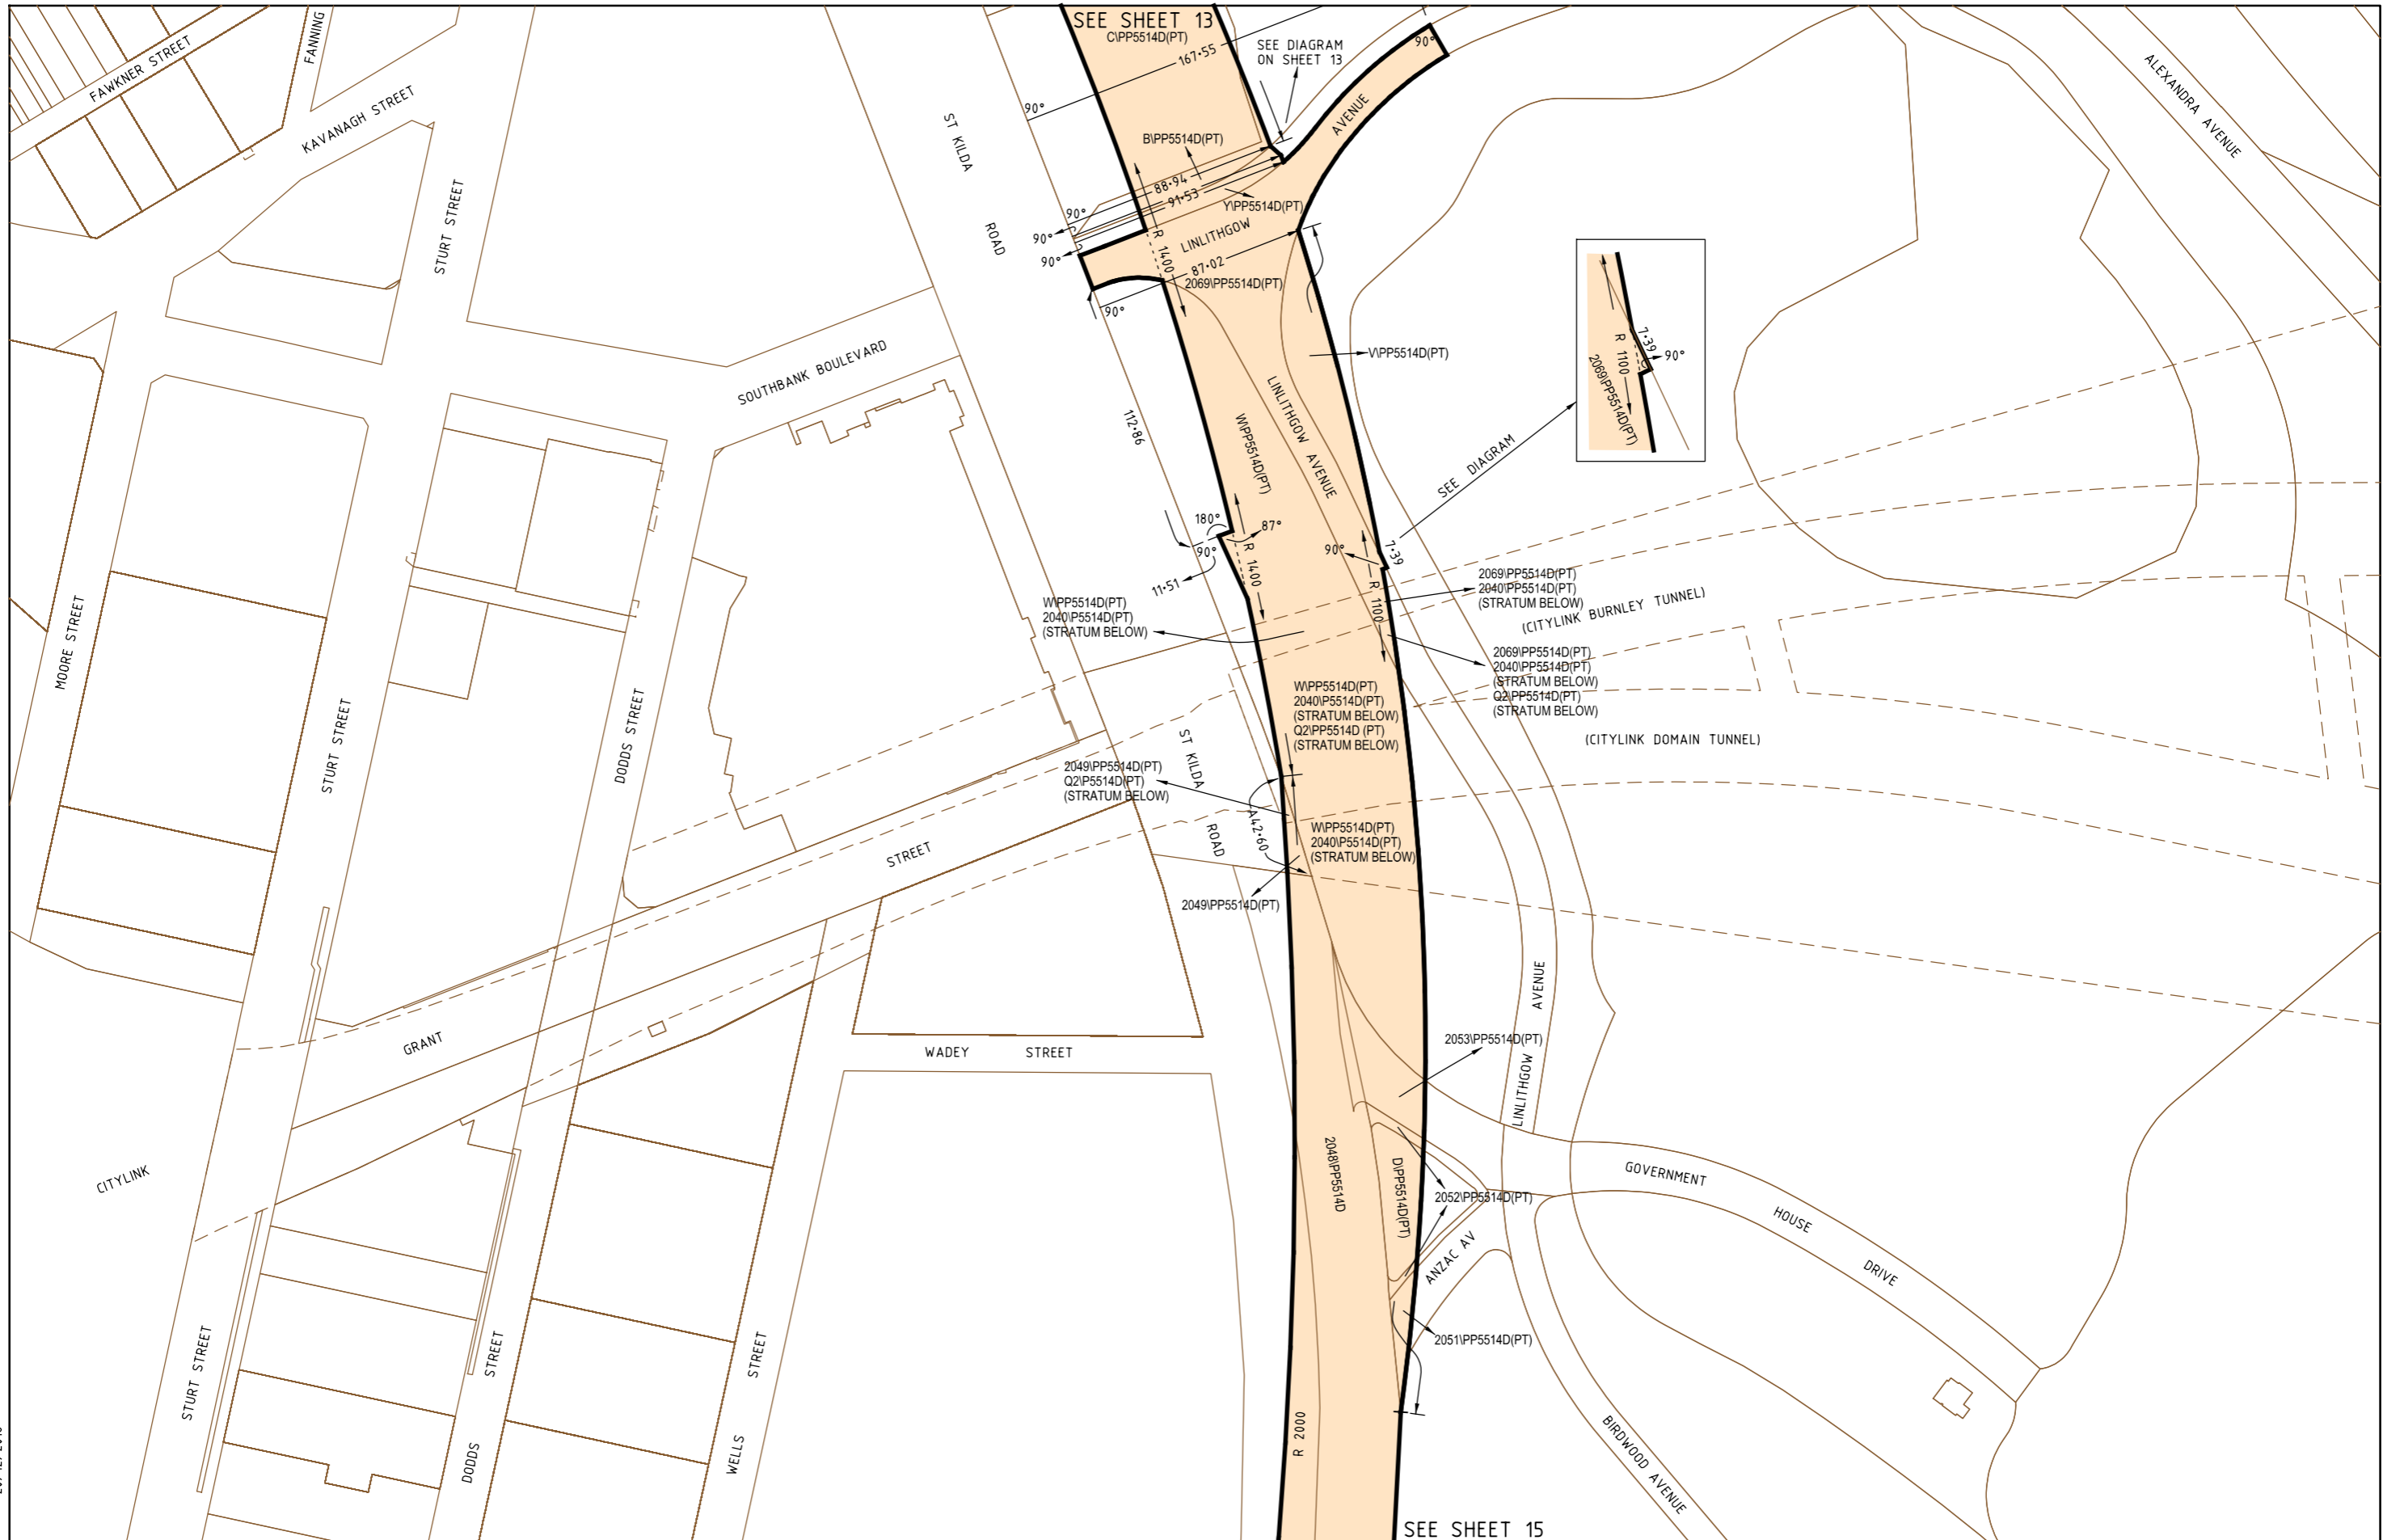 SEE SHEET 13
C\PP5514D(PT)
167·55
SEE DIAGRAM
ON SHEET 13
90°
AVENUE
FAWKNER STREET
FANNING
KAVANAGH STREET
ALEXANDRA AVENUE
90°
ST KILDA
ROAD
B\PP5514D(PT)
88·94
91·53
90°
90°
90°
Y\PP5514D(PT)
LINLITHGOW
R 1400
87·02
2069\PP5514D(PT)
90°
STURT STREET
SOUTHBANK BOULEVARD
V\PP5514D(PT)
LINLITHGOW AVENUE
W\PP5514D(PT)
112·86
SEE DIAGRAM
7·39
90°
R 1100
2069\PP5514D(PT)
180°
87°
90°
R 1400
11·51
90°
7·39
R 1100
2069\PP5514D(PT)
2040\PP5514D(PT)
(STRATUM BELOW)
(CITYLINK BURNLEY TUNNEL)
W\PP5514D(PT)
2040\P5514D(PT)
(STRATUM BELOW)
2069\PP5514D(PT)
2040\PP5514D(PT)
(STRATUM BELOW)
Q2\PP5514D(PT)
(STRATUM BELOW)
W\PP5514D(PT)
2040\P5514D(PT)
(STRATUM BELOW)
Q2\PP5514D (PT)
(STRATUM BELOW)
(CITYLINK DOMAIN TUNNEL)
MOORE STREET
STURT STREET
DODDS STREET
ST KILDA
ROAD
2049\PP5514D(PT)
Q2\P5514D(PT)
(STRATUM BELOW)
A42·60
W\PP5514D(PT)
2040\P5514D(PT)
(STRATUM BELOW)
2049\PP5514D(PT)
GRANT
STREET
WADEY STREET
LINLITHGOW AVENUE
2053\PP5514D(PT)
2048\PP5514D
D\PP5514D(PT)
2052\PP5514D(PT)
ANZAC AV
2051\PP5514D(PT)
GOVERNMENT
HOUSE
DRIVE
CITYLINK
STURT STREET
DODDS STREET
WELLS STREET
R 2000
BIRDWOOD AVENUE
SEE SHEET 15